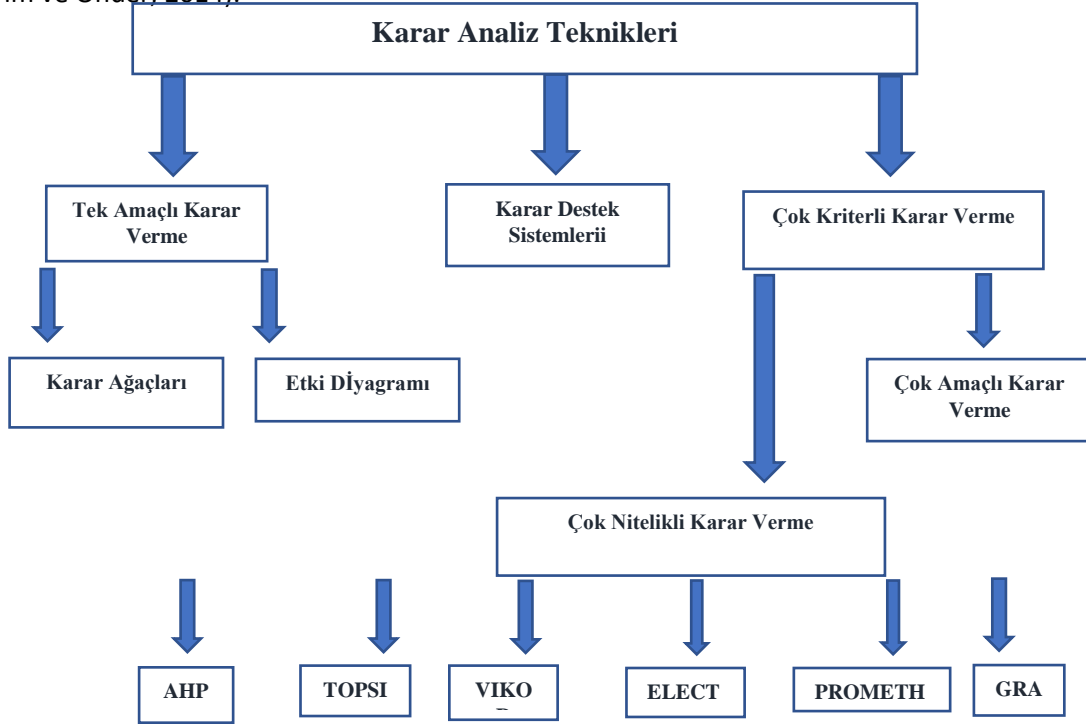 Karar Analiz Teknikleri
Tek Amaçlı Karar
Verme
Karar Destek
Sistemlerii
Çok Kriterli Karar Verme
Karar Ağaçları
Etki Dİyagramı
Çok Amaçlı Karar
Verme
Çok Nitelikli Karar Verme
AHP
TOPSI
VIKO
ELECT
PROMETH
GRA